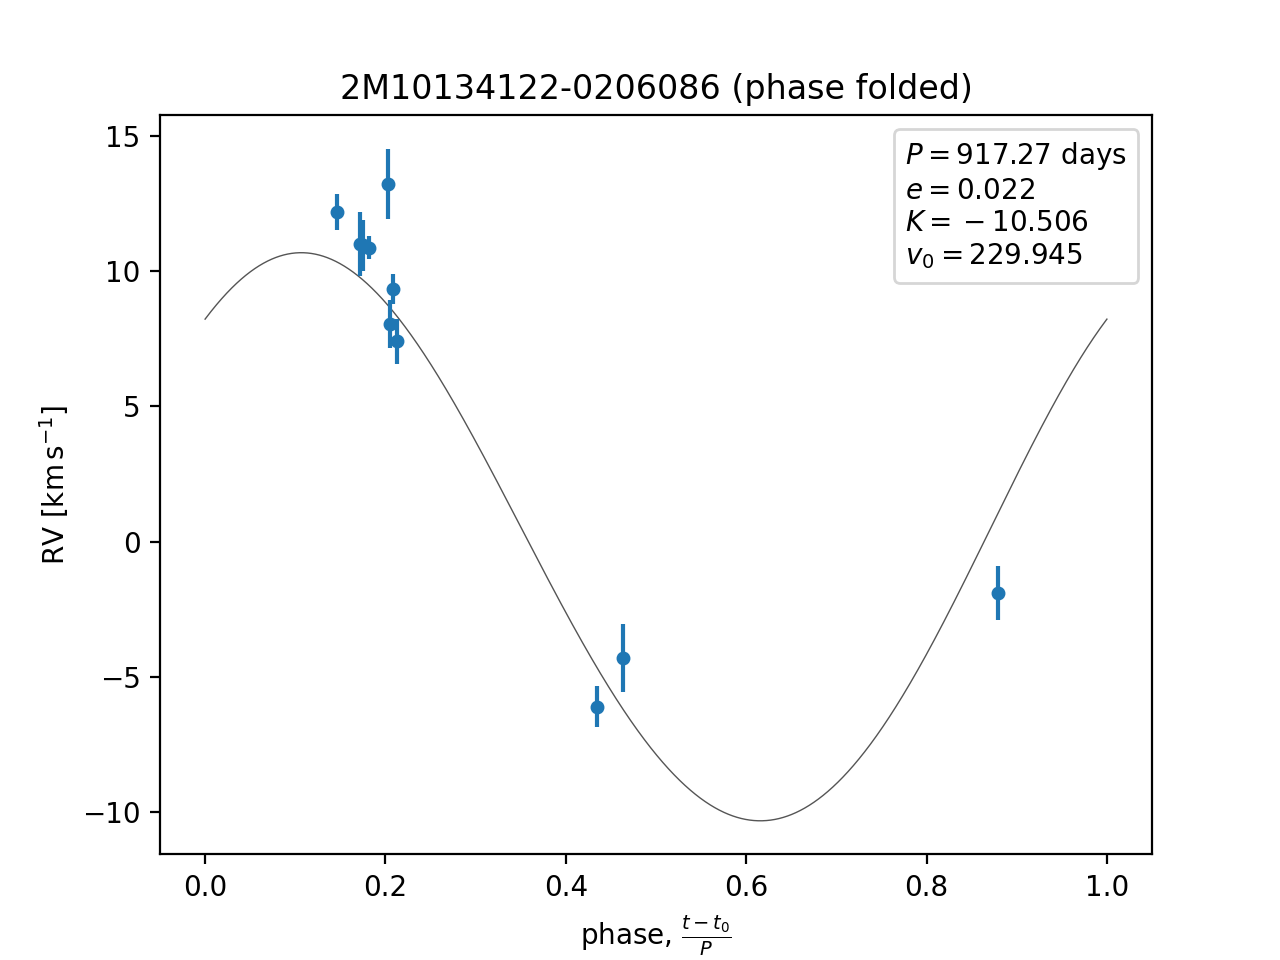 2M10134122-0206086 (phase folded)
P = 917.27 days
e = 0.022
K = −10.506
v₀ = 229.945
15
10
5
0
−5
−10
RV [km s⁻¹]
0.0 0.2 0.4 0.6 0.8 1.0
phase, (t − t₀)/P